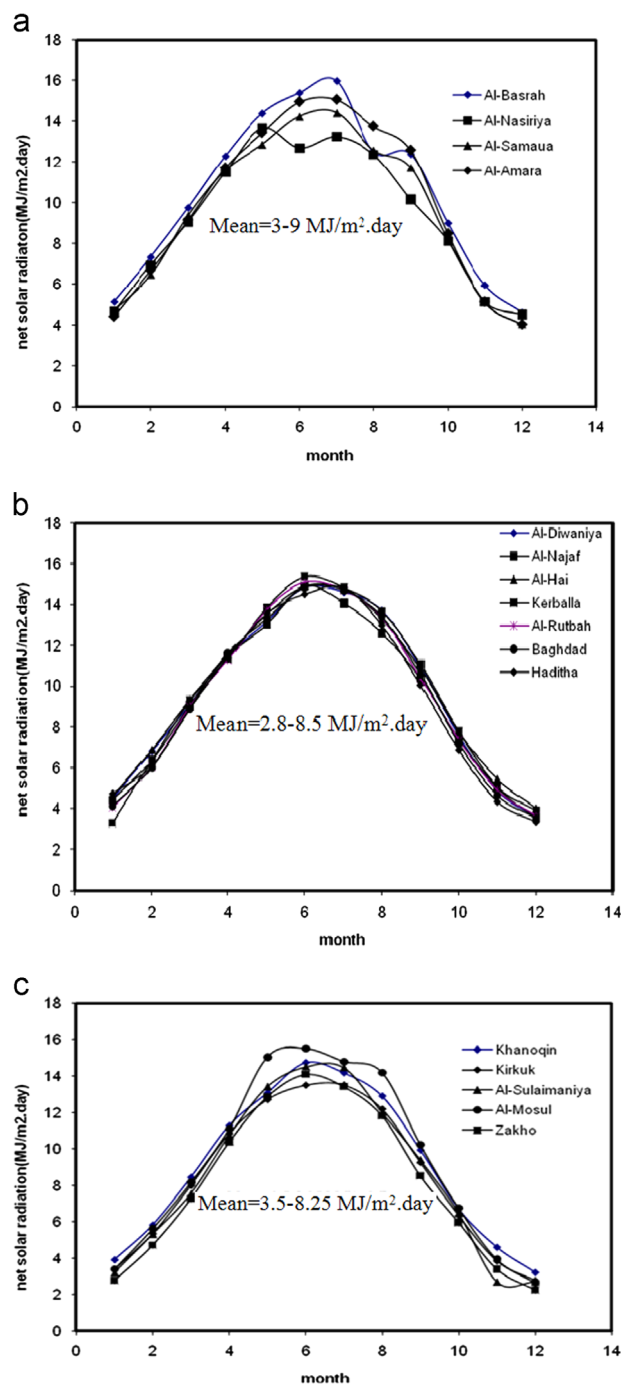 a
18
16
14
12
10
8
6
4
2
0
net solar radiaton(MJ/m2.day)
Al-Basrah
Al-Nasiriya
Al-Samaua
Al-Amara
Mean=3-9 MJ/m².day
0 2 4 6 8 10 12 14
month
b
18
16
14
12
10
8
6
4
2
0
net solar radiation(MJ/m2.day)
Al-Diwaniya
Al-Najaf
Al-Hai
Kerballa
Al-Rutbah
Baghdad
Haditha
Mean=2.8-8.5 MJ/m².day
0 2 4 6 8 10 12 14
month
c
18
16
14
12
10
8
6
4
2
0
net solar radiation(MJ/m2.day)
Khanoqin
Kirkuk
Al-Sulaimaniya
Al-Mosul
Zakho
Mean=3.5-8.25 MJ/m².day
0 2 4 6 8 10 12 14
month